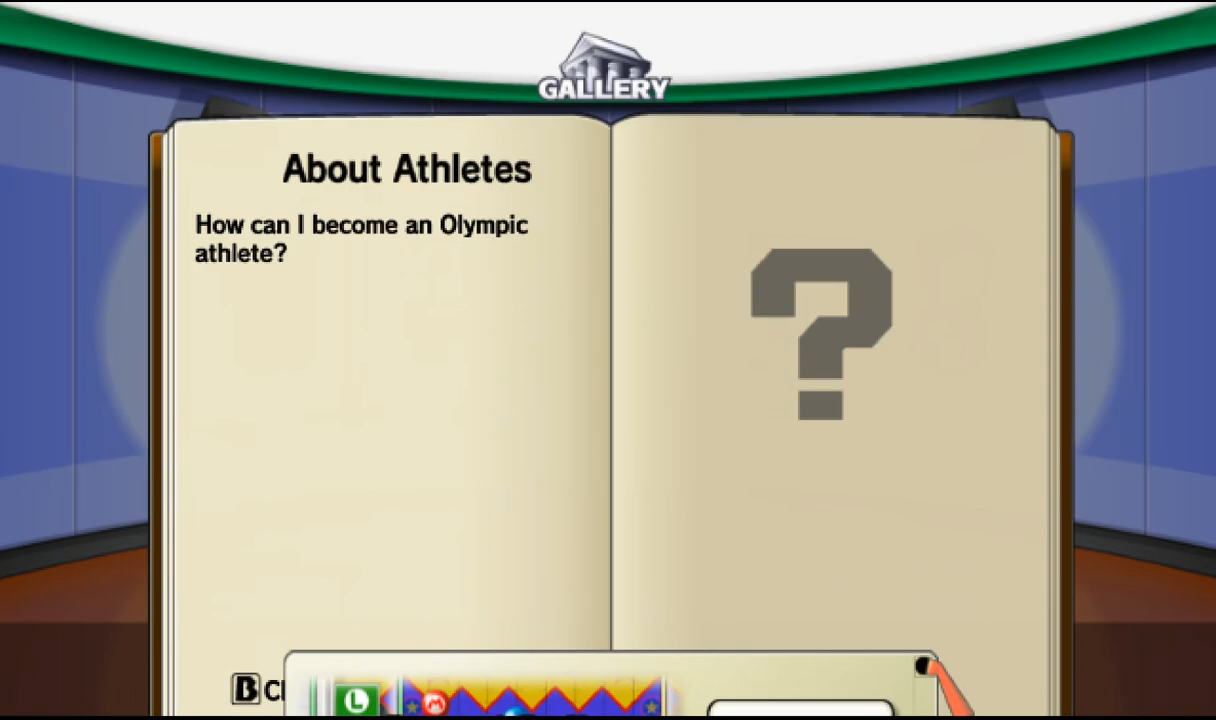 GALLERY
About Athletes
How can I become an Olympic
athlete?
?
B
L M